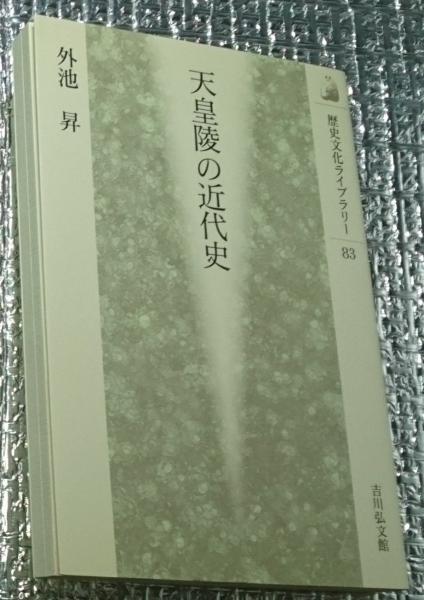 歴史文化ライブラリー
83
天皇陵の近代史
外池 昇
吉川弘文館